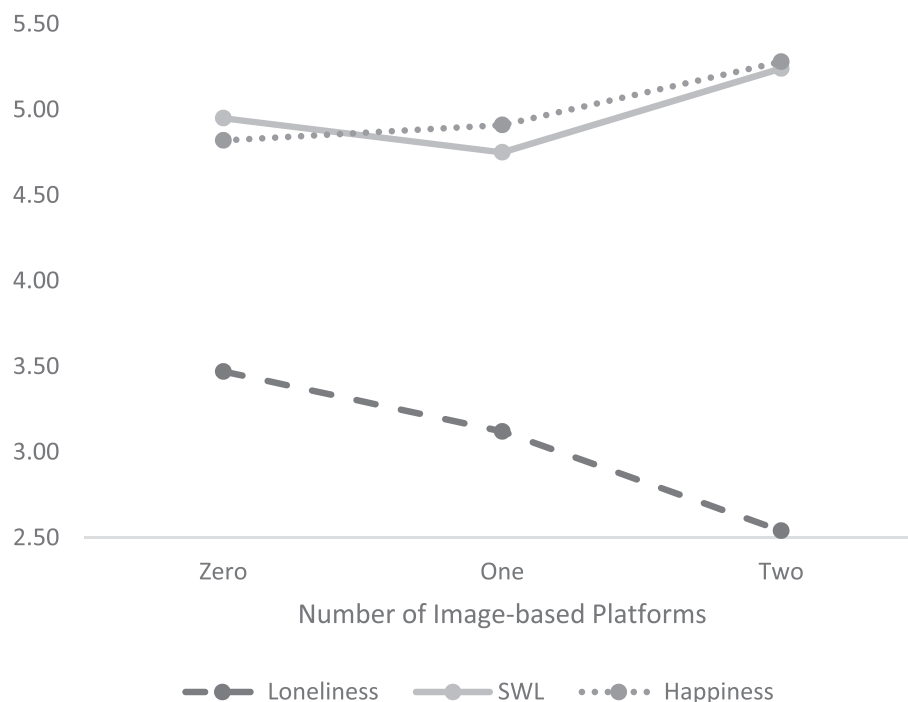 5.50
5.00
4.50
4.00
3.50
3.00
2.50
Zero One Two
Number of Image-based Platforms
Loneliness SWL Happiness